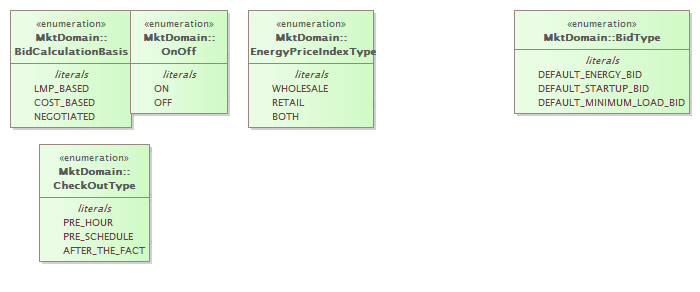 «enumeration»
MktDomain::
BidCalculationBasis
literals
LMP_BASED
COST_BASED
NEGOTIATED
«enumeration»
MktDomain::
OnOff
literals
ON
OFF
«enumeration»
MktDomain::
EnergyPriceIndexType
literals
WHOLESALE
RETAIL
BOTH
«enumeration»
MktDomain::BidType
literals
DEFAULT_ENERGY_BID
DEFAULT_STARTUP_BID
DEFAULT_MINIMUM_LOAD_BID
«enumeration»
MktDomain::
CheckOutType
literals
PRE_HOUR
PRE_SCHEDULE
AFTER_THE_FACT